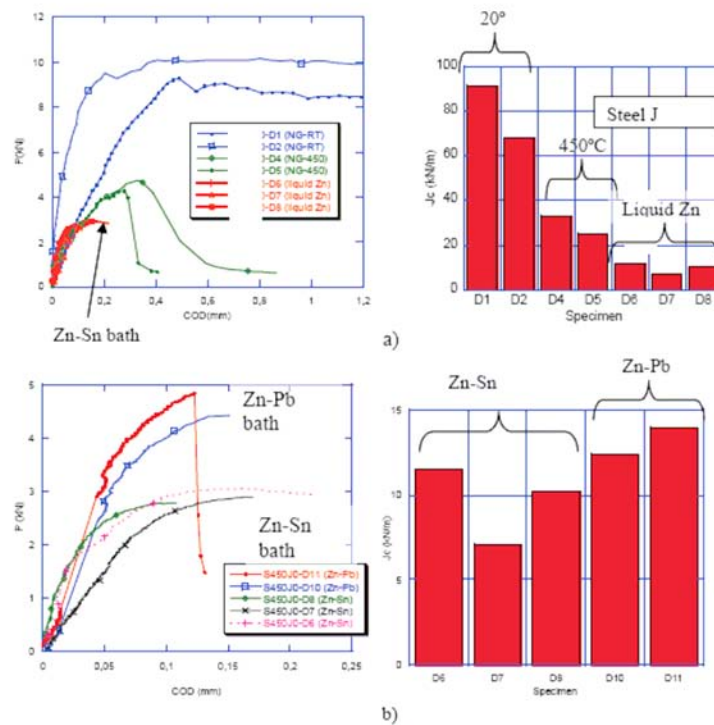 20º
P(kN)
12
10
8
6
4
2
0
0 0,2 0,4 0,6 0,8 1 1,2
COD(mm)
-D1 (NG-RT)
-D2 (NG-RT)
-D4 (NG-450)
-D5 (NG-450)
-D6 (liquid Zn)
-D7 (liquid Zn)
-D8 (liquid Zn)
Zn-Sn bath
Jc (kN/m)
100
80
60
40
20
0
Steel J
450ºC
Liquid Zn
D1 D2 D4 D5 D6 D7 D8
Specimen
a)
P (kN)
5
4
3
2
1
0
0 0,05 0,1 0,15 0,2 0,25
COD (mm)
Zn-Pb
bath
Zn-Sn
bath
S450J0-D11 (Zn-Pb)
S450J0-D10 (Zn-Pb)
S450J0-D8 (Zn-Sn)
S450J0-D7 (Zn-Sn)
S450J0-D6 (Zn-Sn)
Zn-Sn
Zn-Pb
Jc (kN/m)
15
10
5
0
D6 D7 D8 D10 D11
Specimen
b)